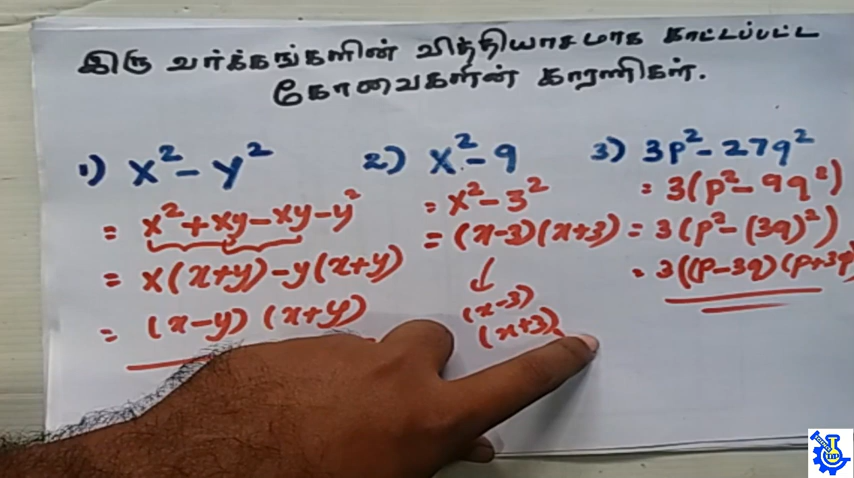 இரு வர்க்கங்களின் வித்தியாசமாக காட்டப்பட்ட
கோவைகளின் காரணிகள்.
1) x² - y²
= x² + xy - xy - y²
= x(x+y) - y(x+y)
= (x-y) (x+y)
2) x² - 9
= x² - 3²
= (x-3)(x+3)
(x-3)
(x+3)
3) 3p² - 27q²
= 3(p² - 9q²)
= 3(p² - (3q)²)
= 3((p-3q)(p+3q)